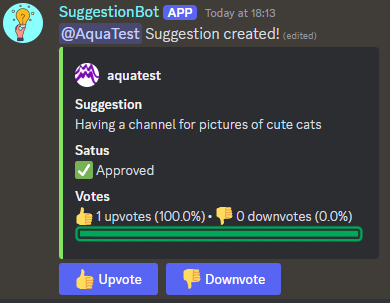 SuggestionBot APP Today at 18:13
@AquaTest Suggestion created! (edited)
aquatest
Suggestion
Having a channel for pictures of cute cats
Satus
✅ Approved
Votes
👍 1 upvotes (100.0%) • 👎 0 downvotes (0.0%)
👍 Upvote 👎 Downvote